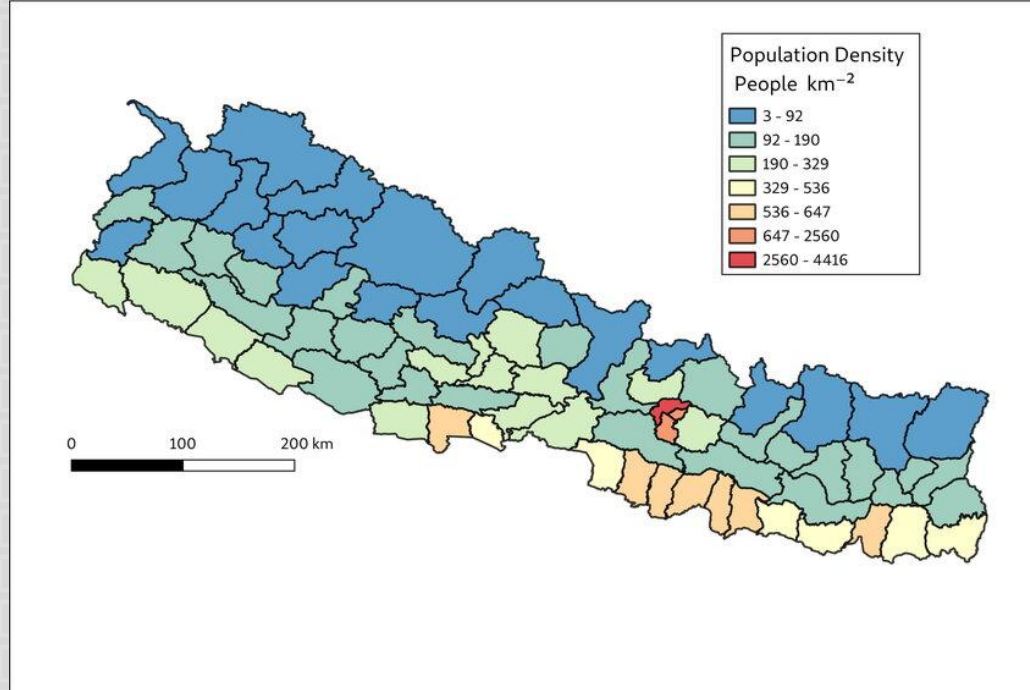 Population Density
People km⁻²
3 - 92
92 - 190
190 - 329
329 - 536
536 - 647
647 - 2560
2560 - 4416
0 100 200 km